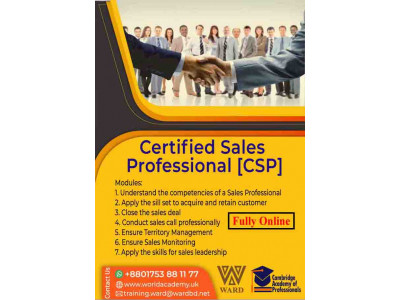 Certified Sales
Professional [CSP]
Modules:
1. Understand the competencies of a Sales Professional
2. Apply the sill set to acquire and retain customer
3. Close the sales deal
4. Conduct sales call professionally
Fully Online
5. Ensure Territory Management
6. Ensure Sales Monitoring
7. Apply the skills for sales leadership
Contact Us
+8801753 88 11 77
www.worldacademy.uk
training.ward@wardbd.net
WARD
Cambridge
Academy of
Professionals